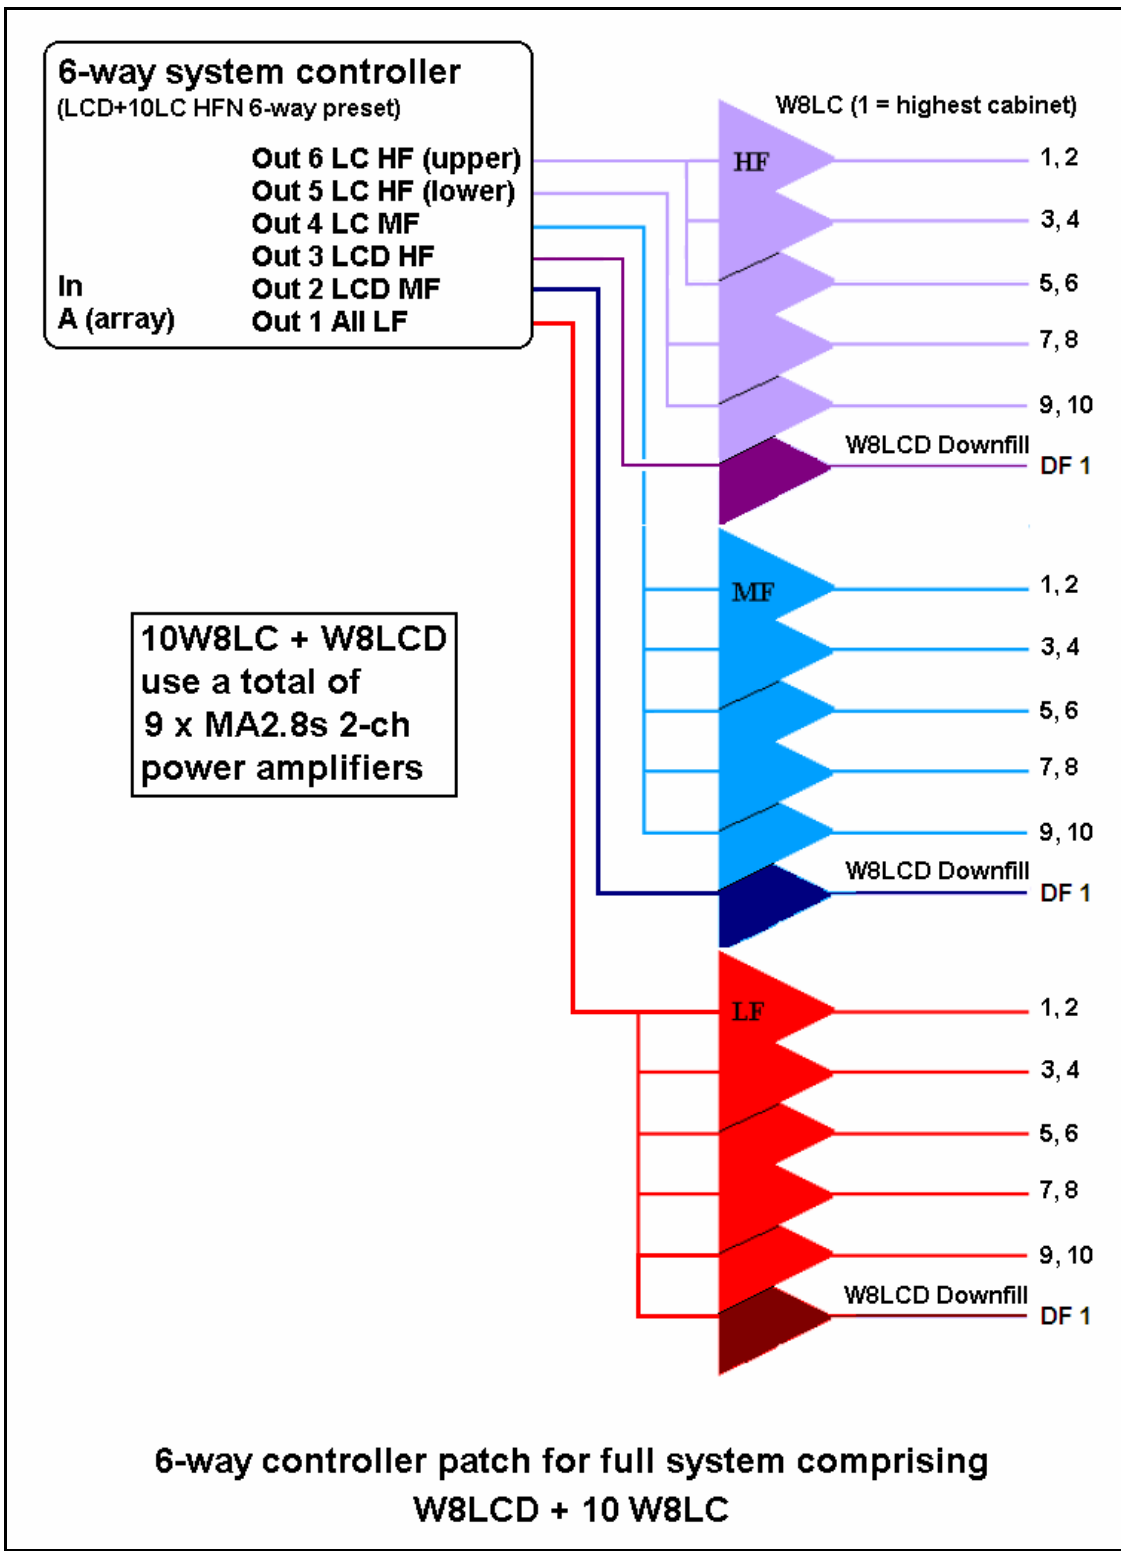 6-way system controller
(LCD+10LC HFN 6-way preset)
Out 6 LC HF (upper)
Out 5 LC HF (lower)
Out 4 LC MF
Out 3 LCD HF
In
Out 2 LCD MF
A (array)
Out 1 All LF
W8LC (1 = highest cabinet)
HF
1, 2
3, 4
5, 6
7, 8
9, 10
W8LCD Downfill
DF 1
MF
1, 2
3, 4
5, 6
7, 8
9, 10
W8LCD Downfill
DF 1
LF
1, 2
3, 4
5, 6
7, 8
9, 10
W8LCD Downfill
DF 1
10W8LC + W8LCD
use a total of
9 x MA2.8s 2-ch
power amplifiers
6-way controller patch for full system comprising
W8LCD + 10 W8LC